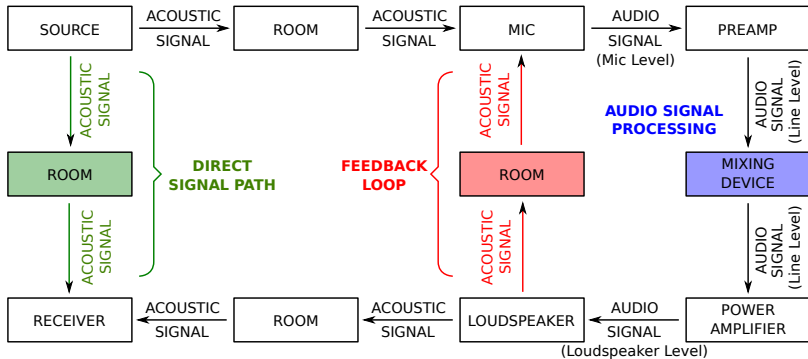 SOURCE
ACOUSTIC
SIGNAL
ROOM
ACOUSTIC
SIGNAL
MIC
AUDIO
SIGNAL
(Mic Level)
PREAMP
ACOUSTIC
SIGNAL
ACOUSTIC
SIGNAL
AUDIO SIGNAL
PROCESSING
AUDIO
SIGNAL
(Line Level)
ROOM
DIRECT
SIGNAL PATH
FEEDBACK
LOOP
ROOM
MIXING
DEVICE
ACOUSTIC
SIGNAL
ACOUSTIC
SIGNAL
AUDIO
SIGNAL
(Line Level)
RECEIVER
ACOUSTIC
SIGNAL
ROOM
ACOUSTIC
SIGNAL
LOUDSPEAKER
AUDIO
SIGNAL
(Loudspeaker Level)
POWER
AMPLIFIER